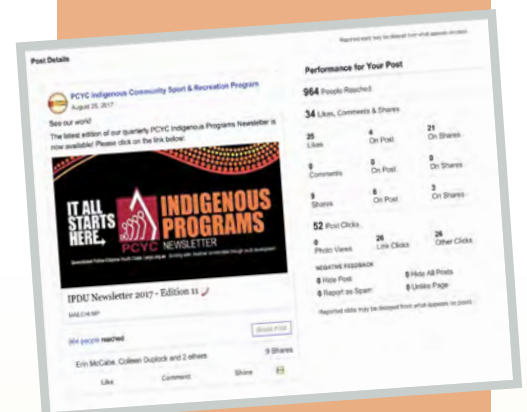 Post Details
PCYC Indigenous Community Sport & Recreation Program
August 25, 2017
See our work!
The latest edition of our quarterly PCYC Indigenous Programs Newsletter is
now available! Please click on the link below:
IT ALL
STARTS
HERE.
PCYC
INDIGENOUS
PROGRAMS
NEWSLETTER
IPDU Newsletter 2017 - Edition 11
MAILCHI.MP
964 people reached
Boost Post
Erin McCabe, Colleen Duplock and 2 others
9 Shares
Like
Comment
Share
Reported stats may be delayed from what appears on posts
Performance for Your Post
964 People Reached
34 Likes, Comments & Shares
25
Likes
4
On Post
21
On Shares
0
Comments
0
On Post
0
On Shares
9
Shares
6
On Post
3
On Shares
52 Post Clicks
0
Photo Views
26
Link Clicks
26
Other Clicks
NEGATIVE FEEDBACK
0 Hide Post
0 Hide All Posts
0 Report as Spam
0 Unlike Page
Reported stats may be delayed from what appears on posts